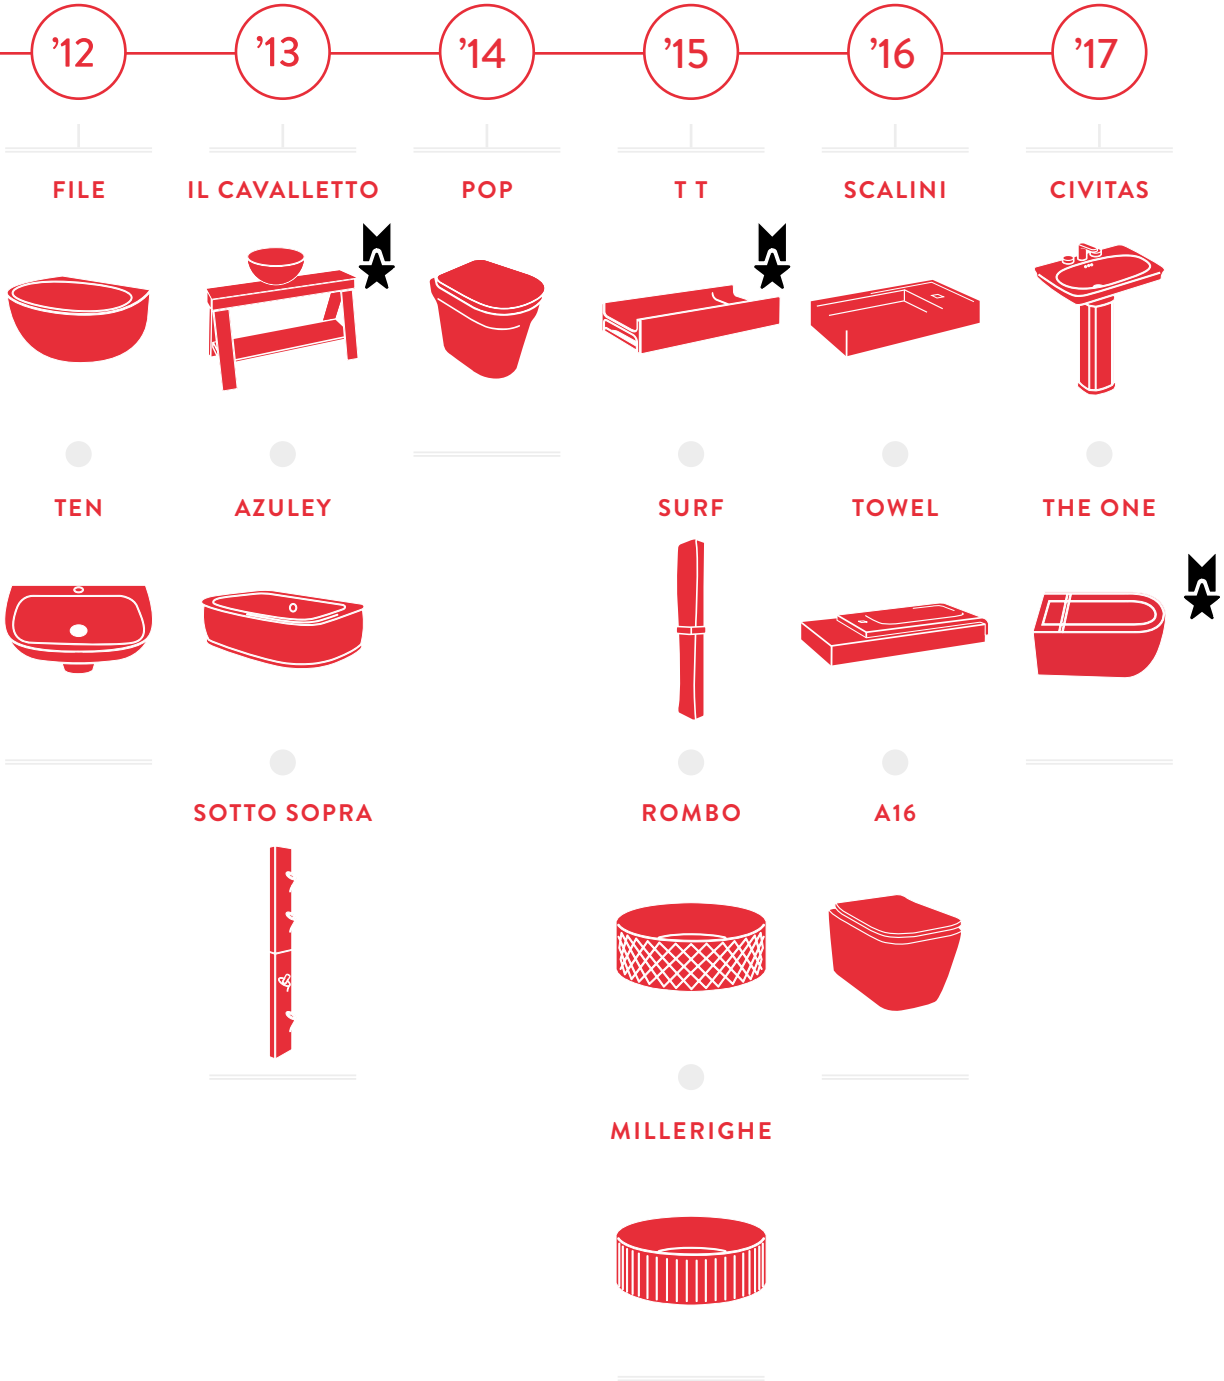 ’12 ’13 ’14 ’15 ’16 ’17
FILE IL CAVALLETTO POP T T SCALINI CIVITAS
TEN AZULEY SURF TOWEL THE ONE
SOTTO SOPRA ROMBO A16
MILLERIGHE